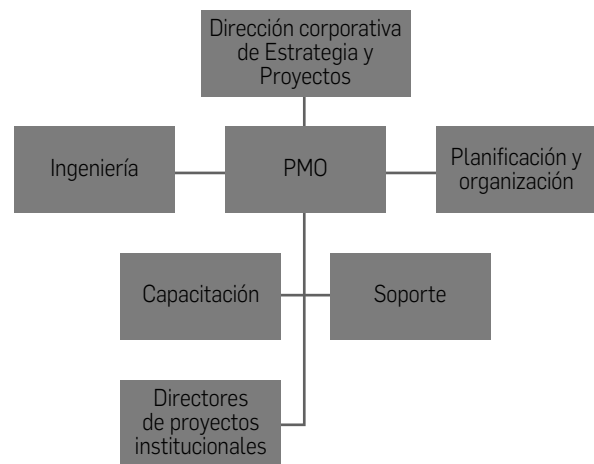 Dirección corporativa
de Estrategia y
Proyectos
Ingeniería
PMO
Planificación y
organización
Capacitación
Soporte
Directores
de proyectos
institucionales